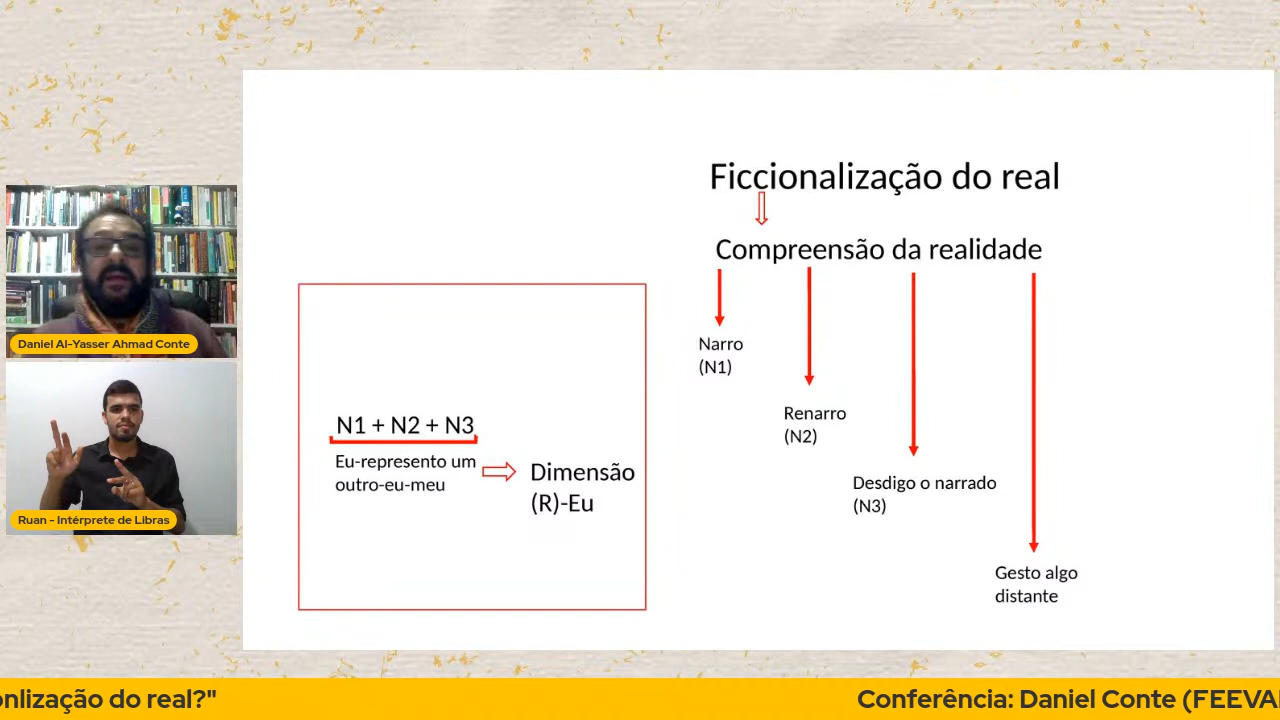 Ficcionalização do real
Compreensão da realidade
Narro
(N1)
Renarro
(N2)
Desdigo o narrado
(N3)
Gesto algo
distante
N1 + N2 + N3
Eu-represento um
outro-eu-meu
Dimensão
(R)-Eu
Daniel Al-Yasser Ahmad Conte
Ruan - Intérprete de Libras
onlização do real?" Conferência: Daniel Conte (FEEVA